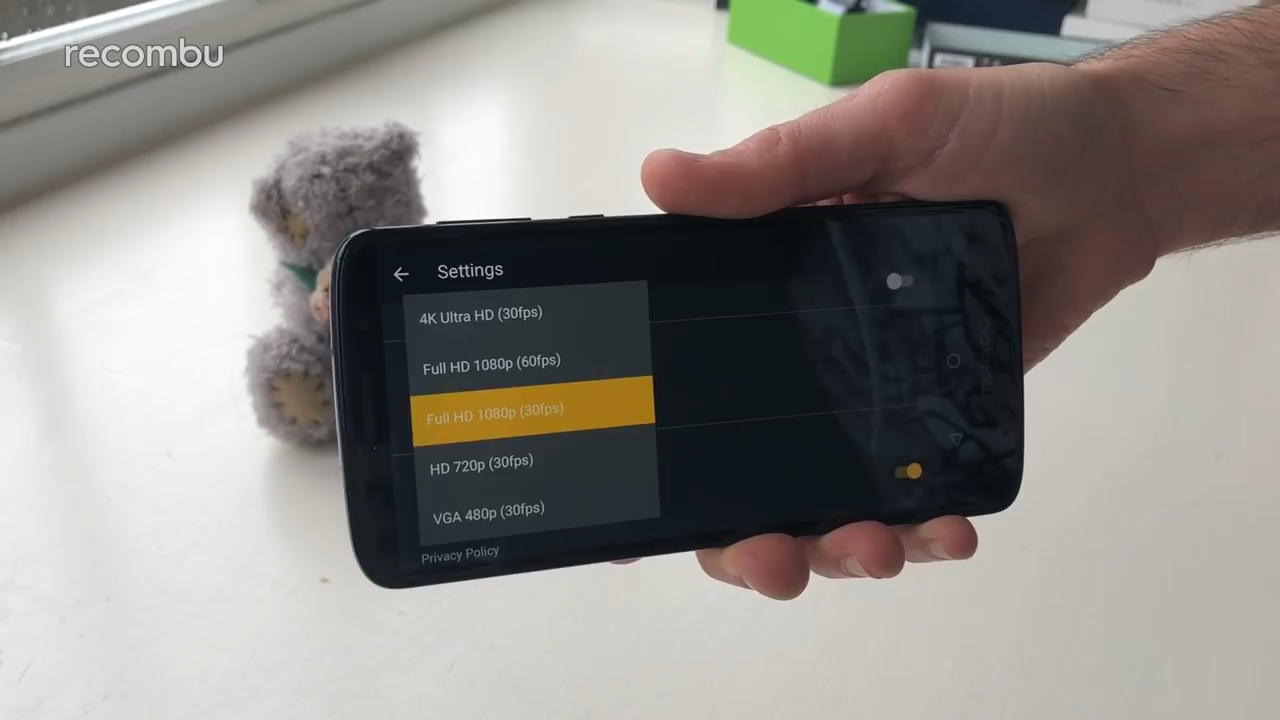 recombu
Settings
4K Ultra HD (30fps)
Full HD 1080p (60fps)
Full HD 1080p (30fps)
HD 720p (30fps)
VGA 480p (30fps)
Privacy Policy